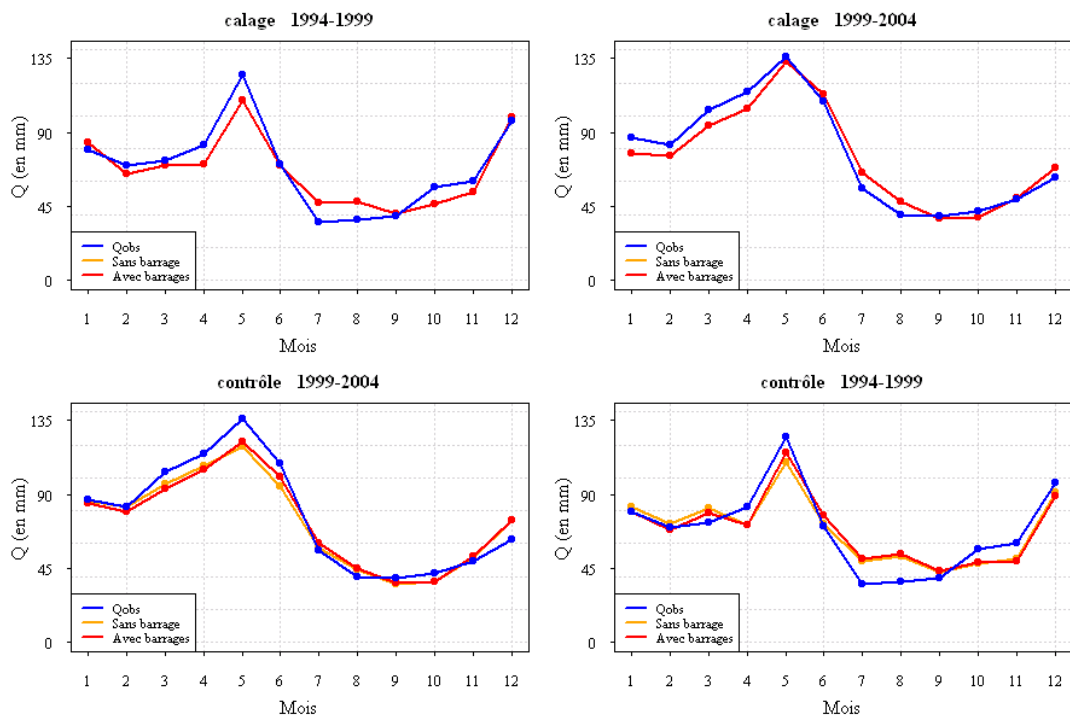 calage 1994-1999
Q (en mm)
135
90
45
0
Qobs
Sans barrage
Avec barrages
1 2 3 4 5 6 7 8 9 10 11 12
Mois
calage 1999-2004
Q (en mm)
135
90
45
0
Qobs
Sans barrage
Avec barrages
1 2 3 4 5 6 7 8 9 10 11 12
Mois
contrôle 1999-2004
Q (en mm)
135
90
45
0
Qobs
Sans barrage
Avec barrages
1 2 3 4 5 6 7 8 9 10 11 12
Mois
contrôle 1994-1999
Q (en mm)
135
90
45
0
Qobs
Sans barrage
Avec barrages
1 2 3 4 5 6 7 8 9 10 11 12
Mois